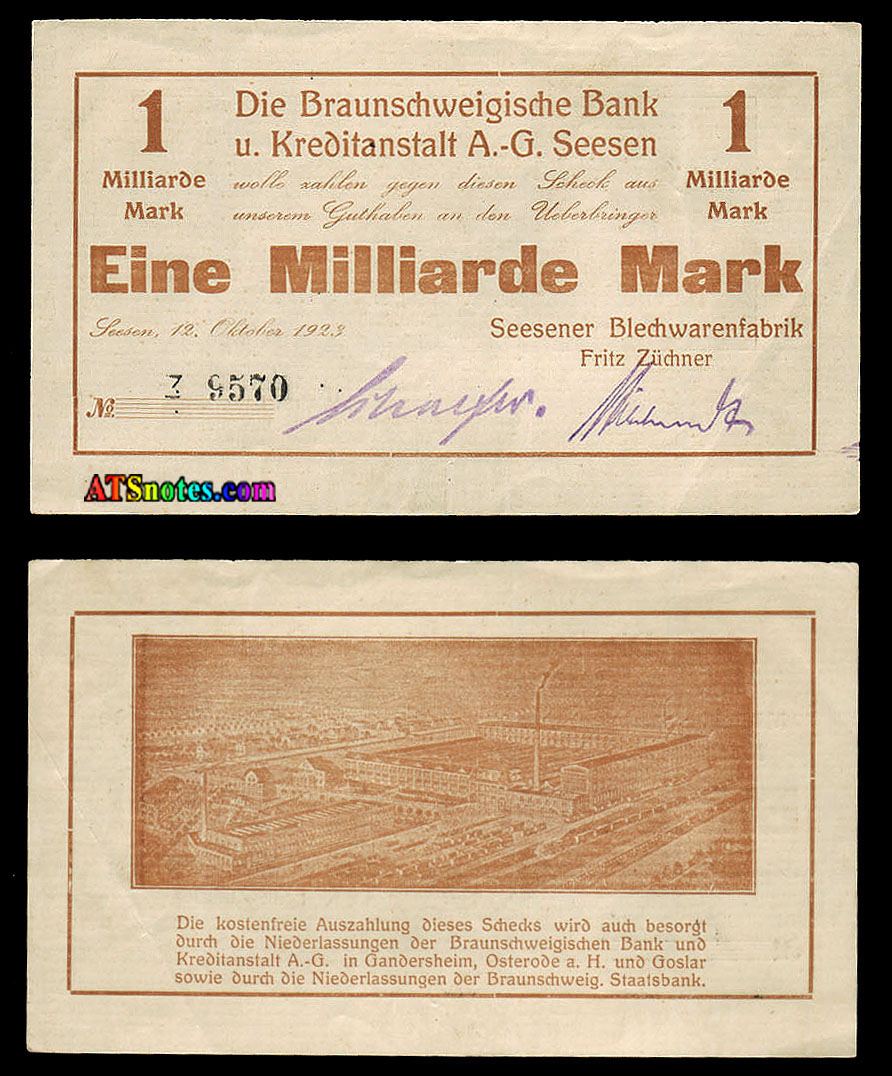 1
Milliarde
Mark
Die Braunschweigische Bank
u. Kreditanstalt A.-G. Seesen
wolle zahlen gegen diesen Scheck aus
unserem Guthaben an den Ueberbringer
1
Milliarde
Mark
Eine Milliarde Mark
Seesen, 12. Oktober 1923
Seesener Blechwarenfabrik
Fritz Züchner
№ 9570
ATSnotes.com
Die kostenfreie Auszahlung dieses Schecks wird auch besorgt
durch die Niederlassungen der Braunschweigischen Bank und
Kreditanstalt A.-G. in Gandersheim, Osterode a. H. und Goslar
sowie durch die Niederlassungen der Braunschweig. Staatsbank.